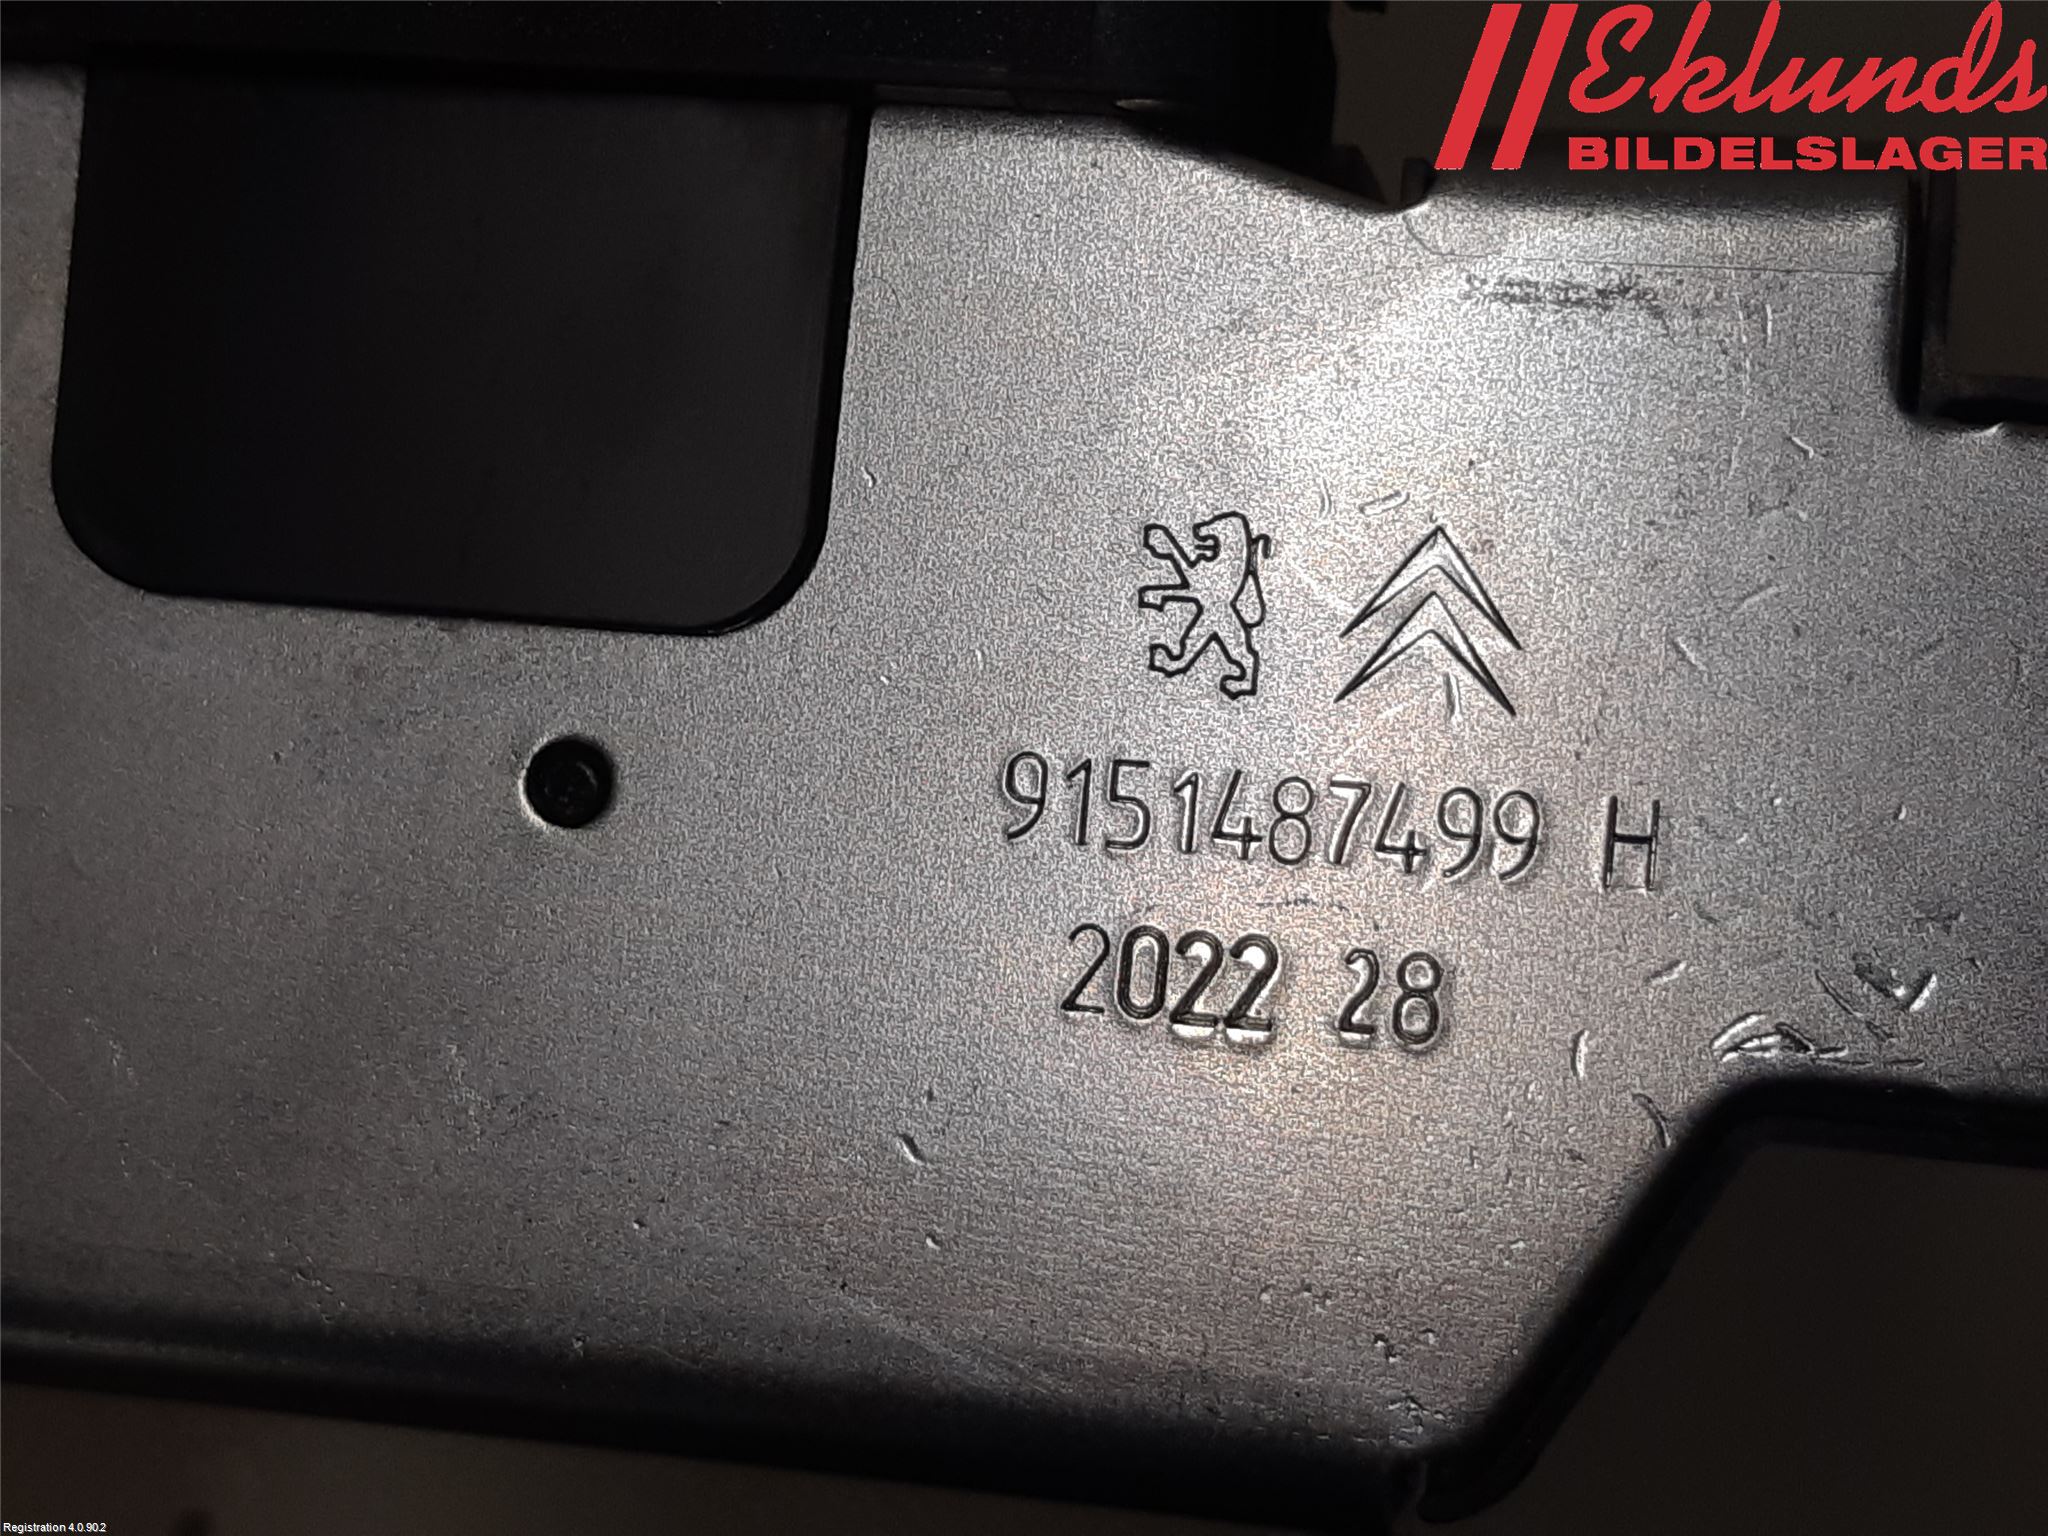 Eklunds
BILDELSLAGER
9151487499 H
2022 28
Registration 4.0.90.2